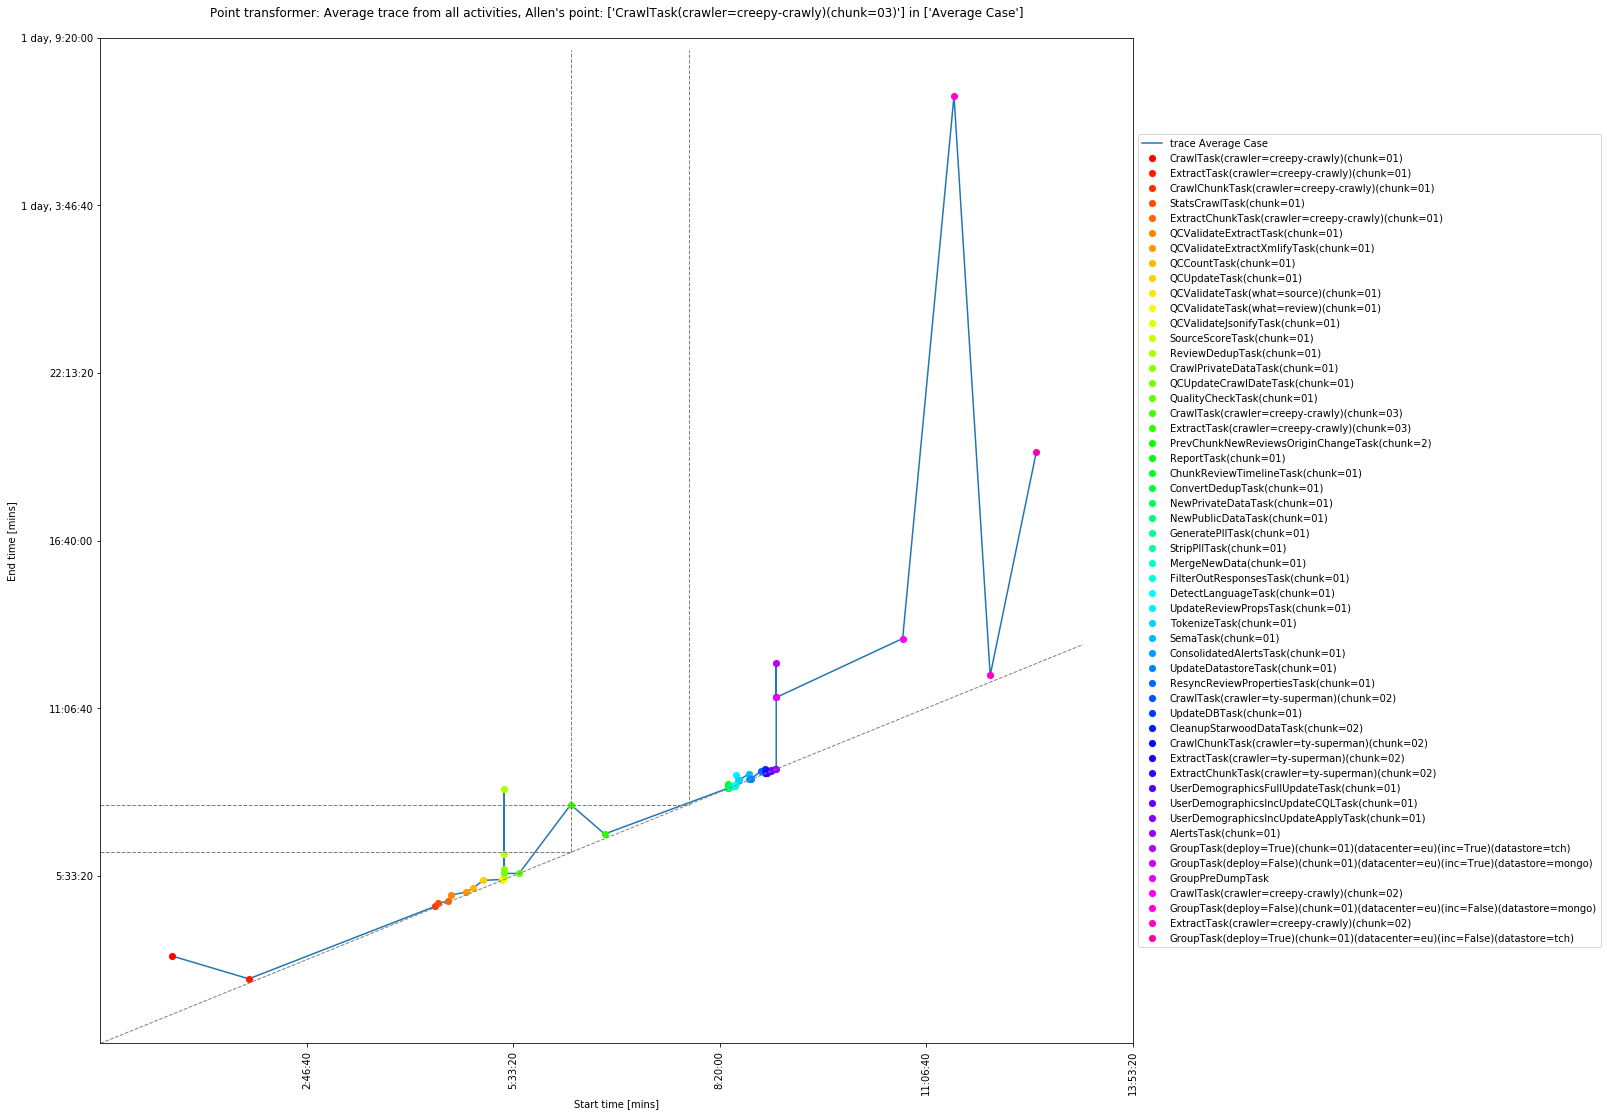 Point transformer: Average trace from all activities, Allen's point: ['CrawlTask(crawler=creepy-crawly)(chunk=03)'] in ['Average Case']
1 day, 9:20:00
1 day, 3:46:40
22:13:20
16:40:00
11:06:40
5:33:20
End time [mins]
2:46:40
5:33:20
8:20:00
11:06:40
13:53:20
Start time [mins]
trace Average Case
CrawlTask(crawler=creepy-crawly)(chunk=01)
ExtractTask(crawler=creepy-crawly)(chunk=01)
CrawlChunkTask(crawler=creepy-crawly)(chunk=01)
StatsCrawlTask(chunk=01)
ExtractChunkTask(crawler=creepy-crawly)(chunk=01)
QCValidateExtractTask(chunk=01)
QCValidateExtractXmlifyTask(chunk=01)
QCCountTask(chunk=01)
QCUpdateTask(chunk=01)
QCValidateTask(what=source)(chunk=01)
QCValidateTask(what=review)(chunk=01)
QCValidateJsonifyTask(chunk=01)
SourceScoreTask(chunk=01)
ReviewDedupTask(chunk=01)
CrawlPrivateDataTask(chunk=01)
QCUpdateCrawlDateTask(chunk=01)
QualityCheckTask(chunk=01)
CrawlTask(crawler=creepy-crawly)(chunk=03)
ExtractTask(crawler=creepy-crawly)(chunk=03)
PrevChunkNewReviewsOriginChangeTask(chunk=2)
ReportTask(chunk=01)
ChunkReviewTimelineTask(chunk=01)
ConvertDedupTask(chunk=01)
NewPrivateDataTask(chunk=01)
NewPublicDataTask(chunk=01)
GeneratePIITask(chunk=01)
StripPIITask(chunk=01)
MergeNewData(chunk=01)
FilterOutResponsesTask(chunk=01)
DetectLanguageTask(chunk=01)
UpdateReviewPropsTask(chunk=01)
TokenizeTask(chunk=01)
SemaTask(chunk=01)
ConsolidatedAlertsTask(chunk=01)
UpdateDatastoreTask(chunk=01)
ResyncReviewPropertiesTask(chunk=01)
CrawlTask(crawler=ty-superman)(chunk=02)
UpdateDBTask(chunk=01)
CleanupStarwoodDataTask(chunk=02)
CrawlChunkTask(crawler=ty-superman)(chunk=02)
ExtractTask(crawler=ty-superman)(chunk=02)
ExtractChunkTask(crawler=ty-superman)(chunk=02)
UserDemographicsFullUpdateTask(chunk=01)
UserDemographicsIncUpdateCQLTask(chunk=01)
UserDemographicsIncUpdateApplyTask(chunk=01)
AlertsTask(chunk=01)
GroupTask(deploy=True)(chunk=01)(datacenter=eu)(inc=True)(datastore=tch)
GroupTask(deploy=False)(chunk=01)(datacenter=eu)(inc=True)(datastore=mongo)
GroupPreDumpTask
CrawlTask(crawler=creepy-crawly)(chunk=02)
GroupTask(deploy=False)(chunk=01)(datacenter=eu)(inc=False)(datastore=mongo)
ExtractTask(crawler=creepy-crawly)(chunk=02)
GroupTask(deploy=True)(chunk=01)(datacenter=eu)(inc=False)(datastore=tch)